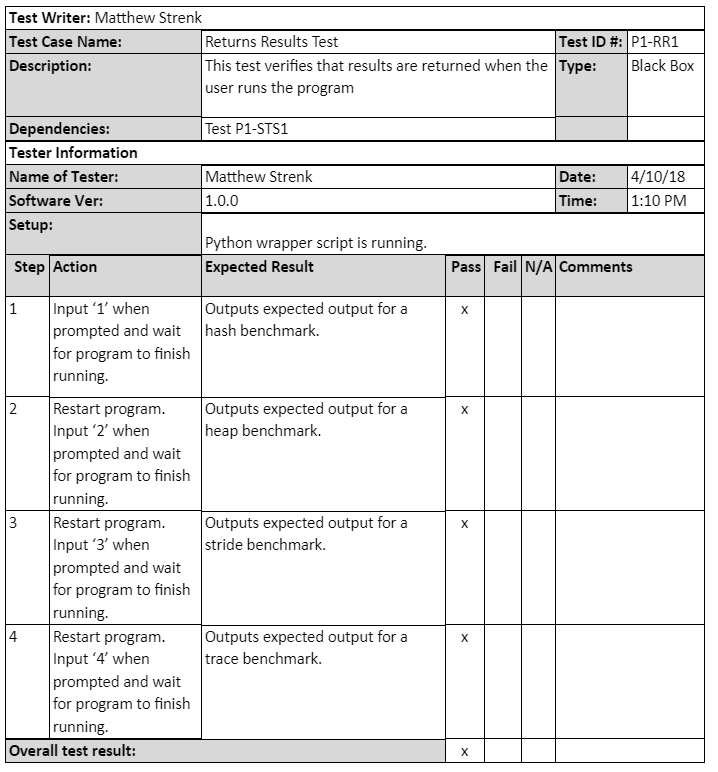 Test Writer: Matthew Strenk
Test Case Name: Returns Results Test Test ID #: P1-RR1
Description: This test verifies that results are returned when the Type: Black Box
user runs the program
Dependencies: Test P1-STS1
Tester Information
Name of Tester: Matthew Strenk Date: 4/10/18
Software Ver: 1.0.0 Time: 1:10 PM
Setup:
Python wrapper script is running.
Step Action Expected Result Pass Fail N/A Comments
1 Input ‘1’ when Outputs expected output for a x
prompted and wait hash benchmark.
for program to finish
running.
2 Restart program. Outputs expected output for a x
Input ‘2’ when heap benchmark.
prompted and wait
for program to finish
running.
3 Restart program. Outputs expected output for a x
Input ‘3’ when stride benchmark.
prompted and wait
for program to finish
running.
4 Restart program. Outputs expected output for a x
Input ‘4’ when trace benchmark.
prompted and wait
for program to finish
running.
Overall test result: x